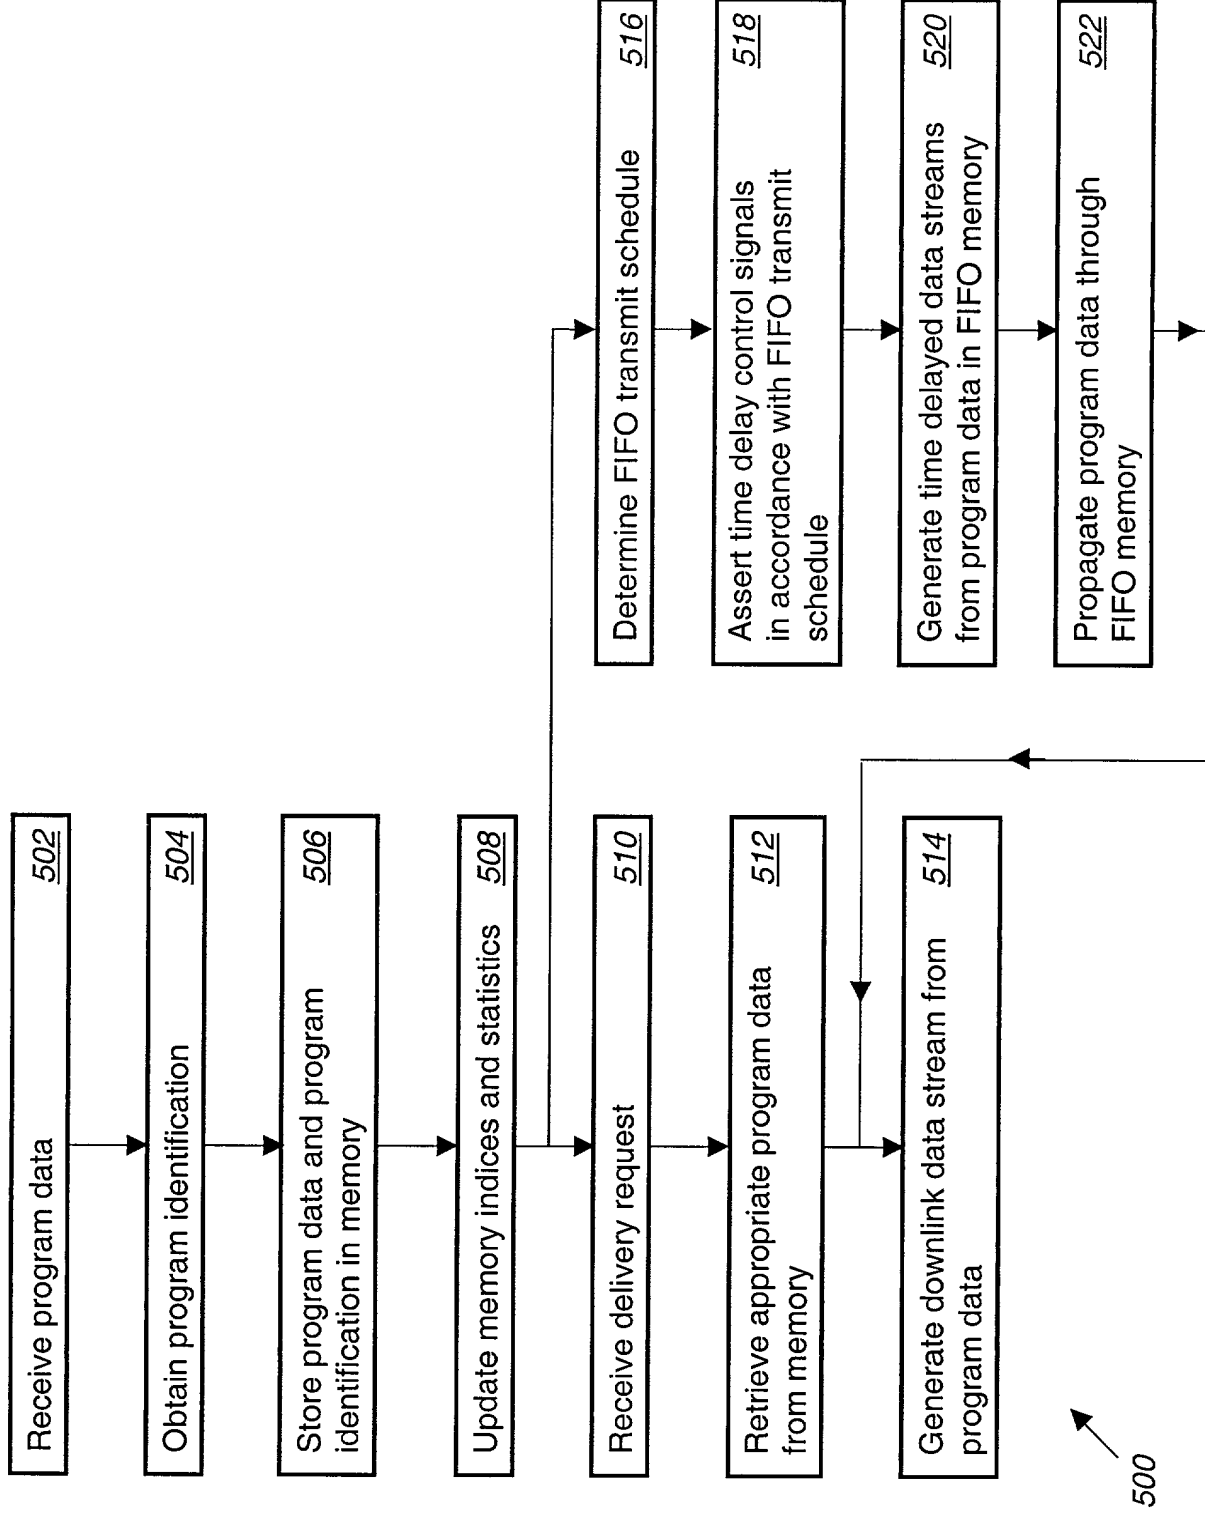 Receive program data 502
Obtain program identification 504
Store program data and program 506
identification in memory
Update memory indices and statistics 508
Receive delivery request 510
Retrieve appropriate program data 512
from memory
Generate downlink data stream from 514
program data
Determine FIFO transmit schedule 516
Assert time delay control signals 518
in accordance with FIFO transmit
schedule
Generate time delayed data streams 520
from program data in FIFO memory
Propagate program data through 522
FIFO memory
500